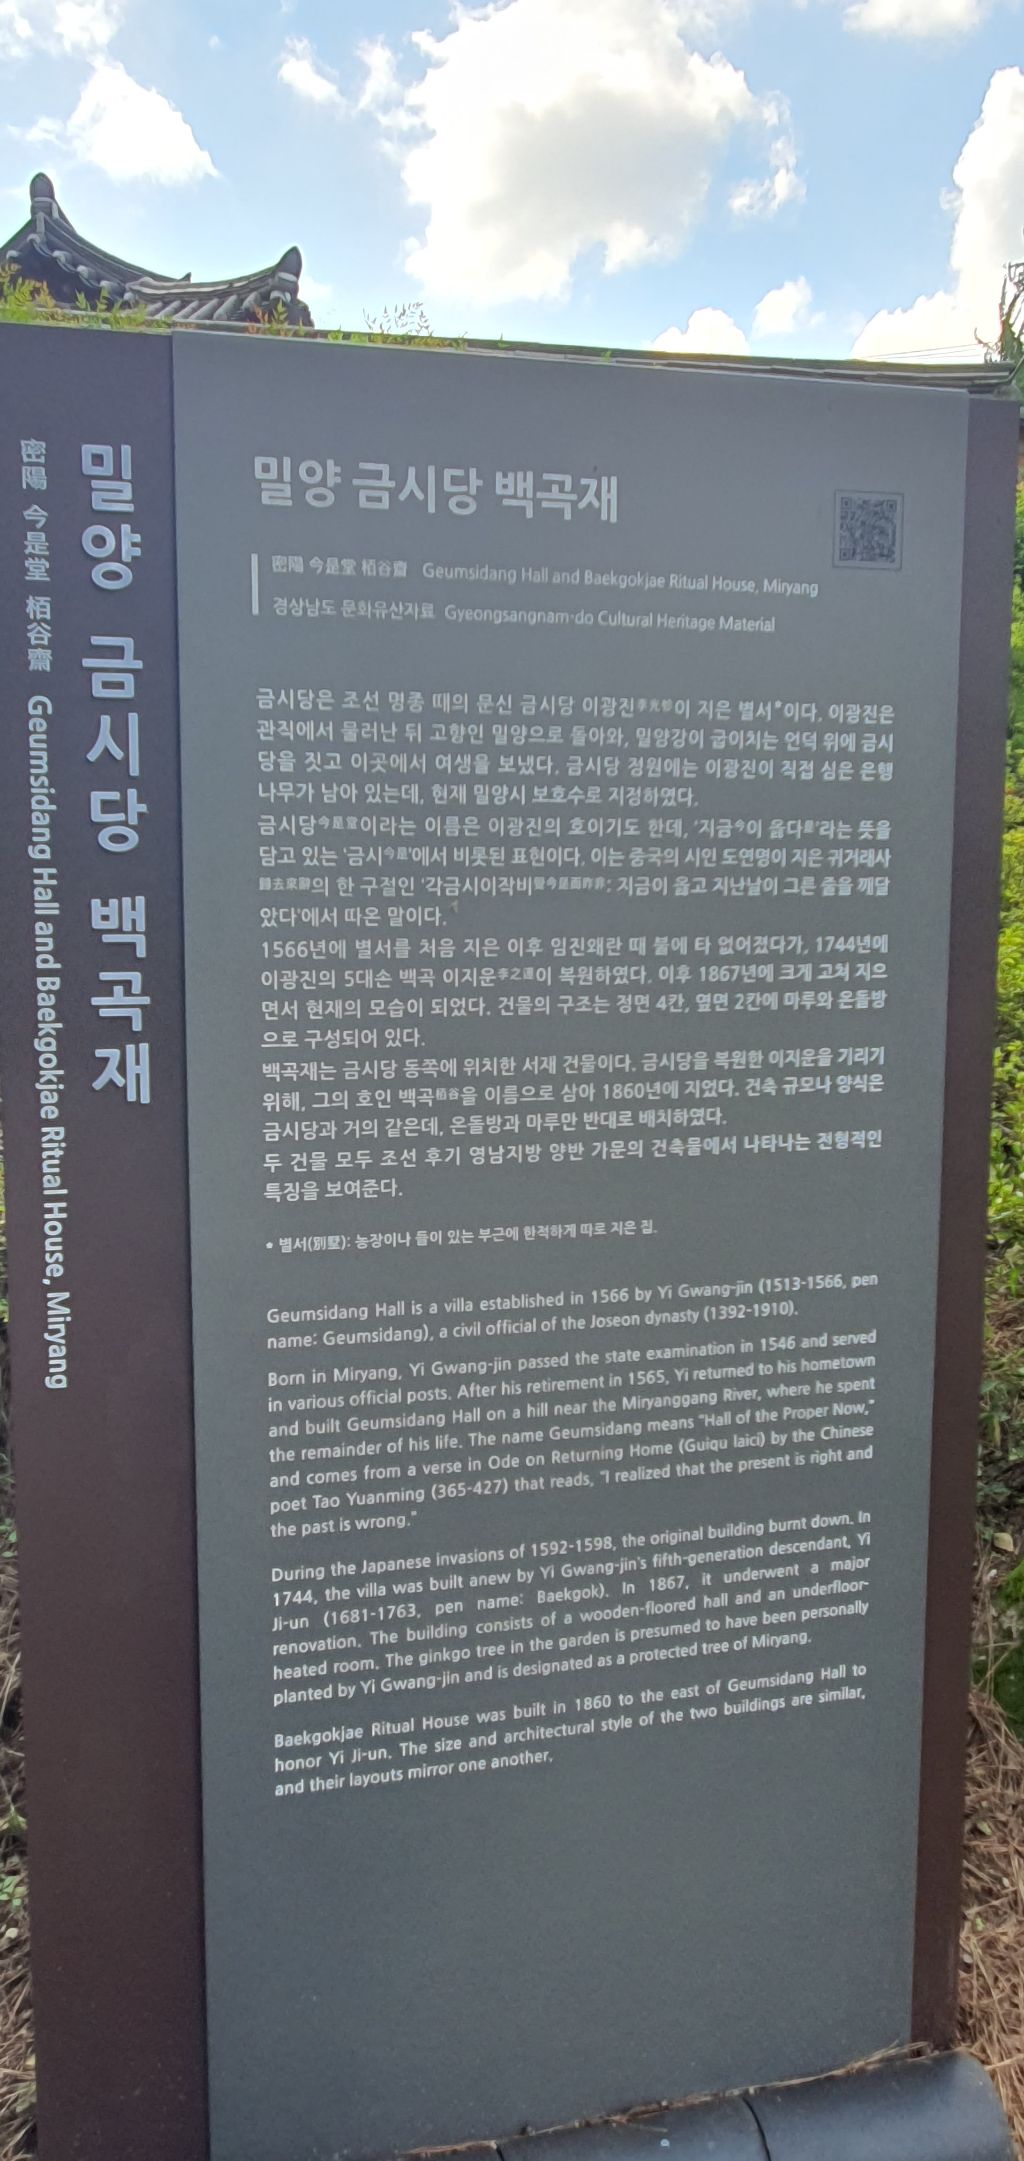 밀양 금시당 백곡재
密陽 今是堂 栢谷齋 Geumsidang Hall and Baekgokjae Ritual House, Miryang
밀양 금시당 백곡재
密陽 今是堂 栢谷齋 Geumsidang Hall and Baekgokjae Ritual House, Miryang
경상남도 문화유산자료 Gyeongsangnam-do Cultural Heritage Material
금시당은 조선 명종 때의 문신 금시당 이광진이 지은 별서*이다. 이광진은
관직에서 물러난 뒤 고향인 밀양으로 돌아와, 밀양강이 굽이치는 언덕 위에 금시
당을 짓고 이곳에서 여생을 보냈다. 금시당 정원에는 이광진이 직접 심은 은행
나무가 남아 있는데, 현재 밀양시 보호수로 지정하였다.
금시당今是堂이라는 이름은 이광진의 호이기도 한데, '지금今이 옳다是'라는 뜻을
담고 있는 '금시今是'에서 비롯된 표현이다. 이는 중국의 시인 도연명이 지은 귀거래사
歸去來辭의 한 구절인 '각금시이작비覺今是而昨非: 지금이 옳고 지난날이 그른 줄을 깨달
았다'에서 따온 말이다.
1566년에 별서를 처음 지은 이후 임진왜란 때 불에 타 없어졌다가, 1744년에
이광진의 5대손 백곡 이지운李之運이 복원하였다. 이후 1867년에 크게 고쳐 지으
면서 현재의 모습이 되었다. 건물의 구조는 정면 4칸, 옆면 2칸에 마루와 온돌방
으로 구성되어 있다.
백곡재는 금시당 동쪽에 위치한 서재 건물이다. 금시당을 복원한 이지운을 기리기
위해, 그의 호인 백곡栢谷을 이름으로 삼아 1860년에 지었다. 건축 규모나 양식은
금시당과 거의 같은데, 온돌방과 마루만 반대로 배치하였다.
두 건물 모두 조선 후기 영남지방 양반 가문의 건축물에서 나타나는 전형적인
특징을 보여준다.
* 별서(別墅): 농장이나 들이 있는 부근에 한적하게 따로 지은 집.
Geumsidang Hall is a villa established in 1566 by Yi Gwang-jin (1513-1566, pen
name: Geumsidang), a civil official of the Joseon dynasty (1392-1910).
Born in Miryang, Yi Gwang-jin passed the state examination in 1546 and served
in various official posts. After his retirement in 1565, Yi returned to his hometown
and built Geumsidang Hall on a hill near the Miryanggang River, where he spent
the remainder of his life. The name Geumsidang means "Hall of the Proper Now,"
and comes from a verse in Ode on Returning Home (Guiqu laici) by the Chinese
poet Tao Yuanming (365-427) that reads, "I realized that the present is right and
the past is wrong."
During the Japanese invasions of 1592-1598, the original building burnt down. In
1744, the villa was built anew by Yi Gwang-jin's fifth-generation descendant, Yi
Ji-un (1681-1763, pen name: Baekgok). In 1867, it underwent a major
renovation. The building consists of a wooden-floored hall and an underfloor-
heated room. The ginkgo tree in the garden is presumed to have been personally
planted by Yi Gwang-jin and is designated as a protected tree of Miryang.
Baekgokjae Ritual House was built in 1860 to the east of Geumsidang Hall to
honor Yi Ji-un. The size and architectural style of the two buildings are similar,
and their layouts mirror one another.